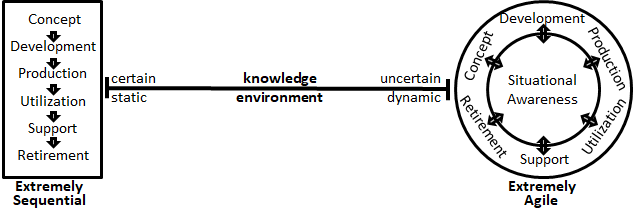 Concept
Development
Production
Utilization
Support
Retirement
Extremely
Sequential
certain knowledge uncertain
static environment dynamic
Development
Production
Utilization
Support
Retirement
Concept
Situational
Awareness
Extremely
Agile